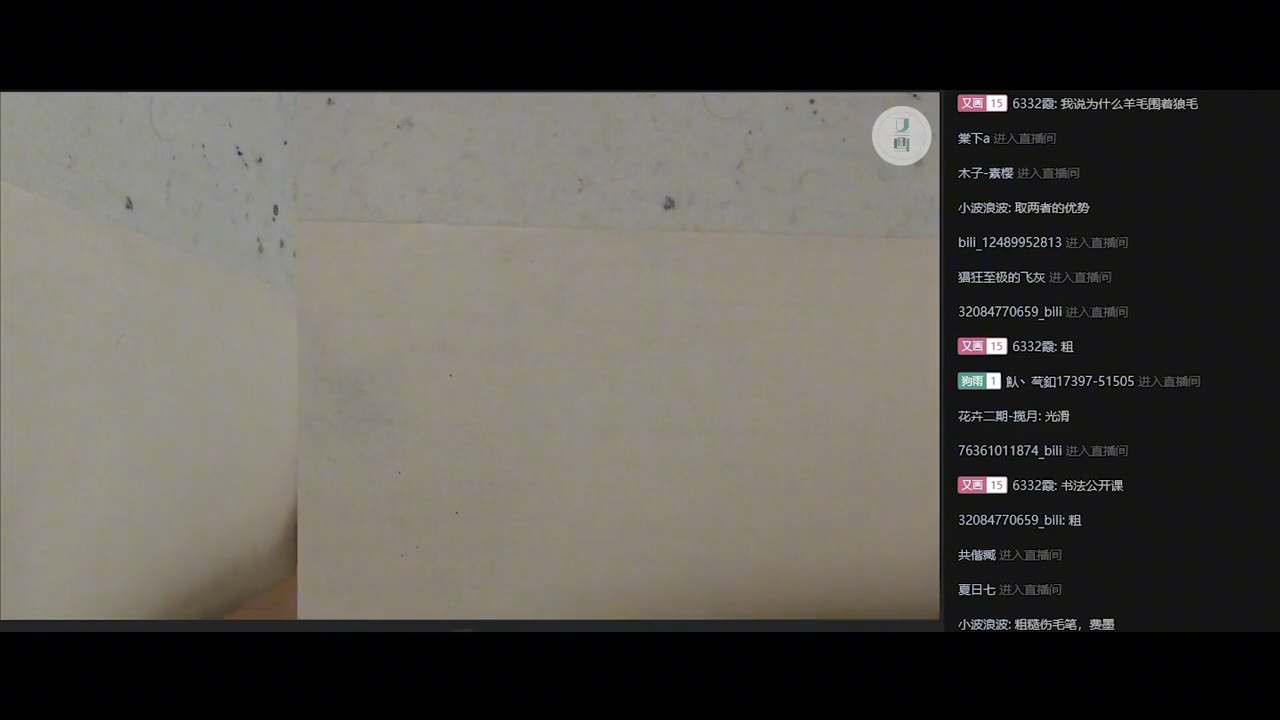 又画 15 6332霞: 我说为什么羊毛围着狼毛
棠下a 进入直播间
木子-素樱 进入直播间
小波浪波: 取两者的优势
bili_12489952813 进入直播间
猖狂至极的飞灰 进入直播间
32084770659_bili 进入直播间
又画 15 6332霞: 粗
狗雨 1 17397-51505 进入直播间
花卉二期-揽月: 光滑
76361011874_bili 进入直播间
又画 15 6332霞: 书法公开课
32084770659_bili: 粗
共偕臧 进入直播间
夏日七 进入直播间
小波浪波: 粗糙伤毛笔，费墨